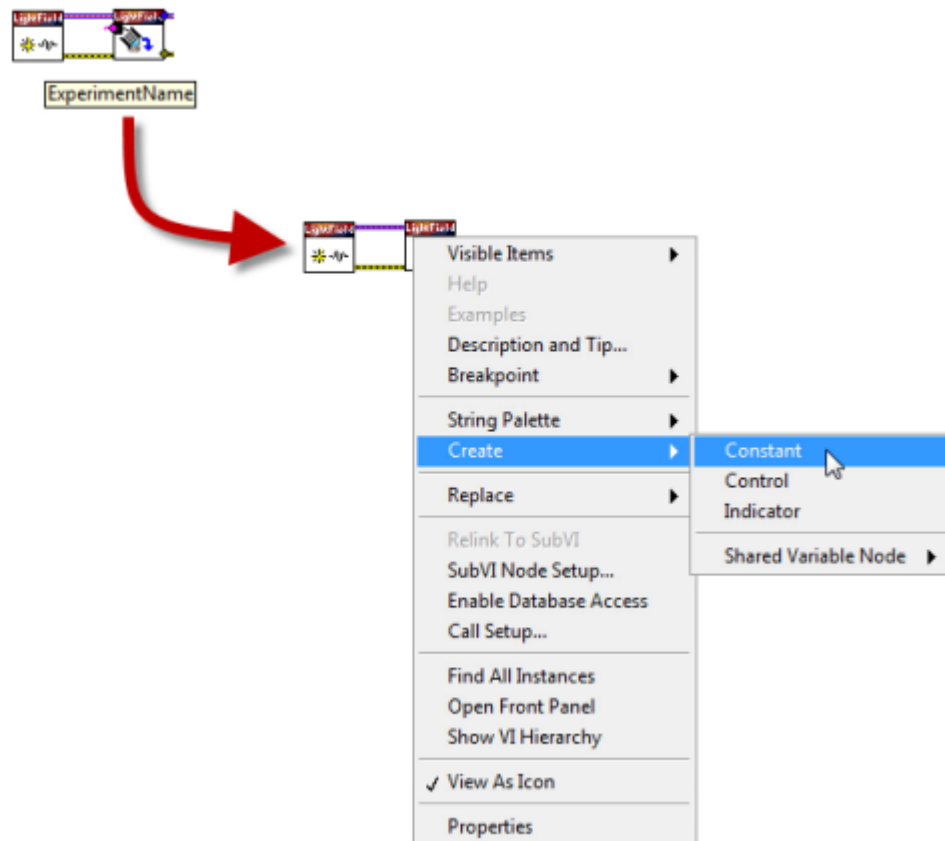 LightField
LightField
ExperimentName
LightField
LightField
Visible Items
Help
Examples
Description and Tip...
Breakpoint
String Palette
Create
Constant
Control
Indicator
Shared Variable Node
Replace
Relink To SubVI
SubVI Node Setup...
Enable Database Access
Call Setup...
Find All Instances
Open Front Panel
Show VI Hierarchy
View As Icon
Properties